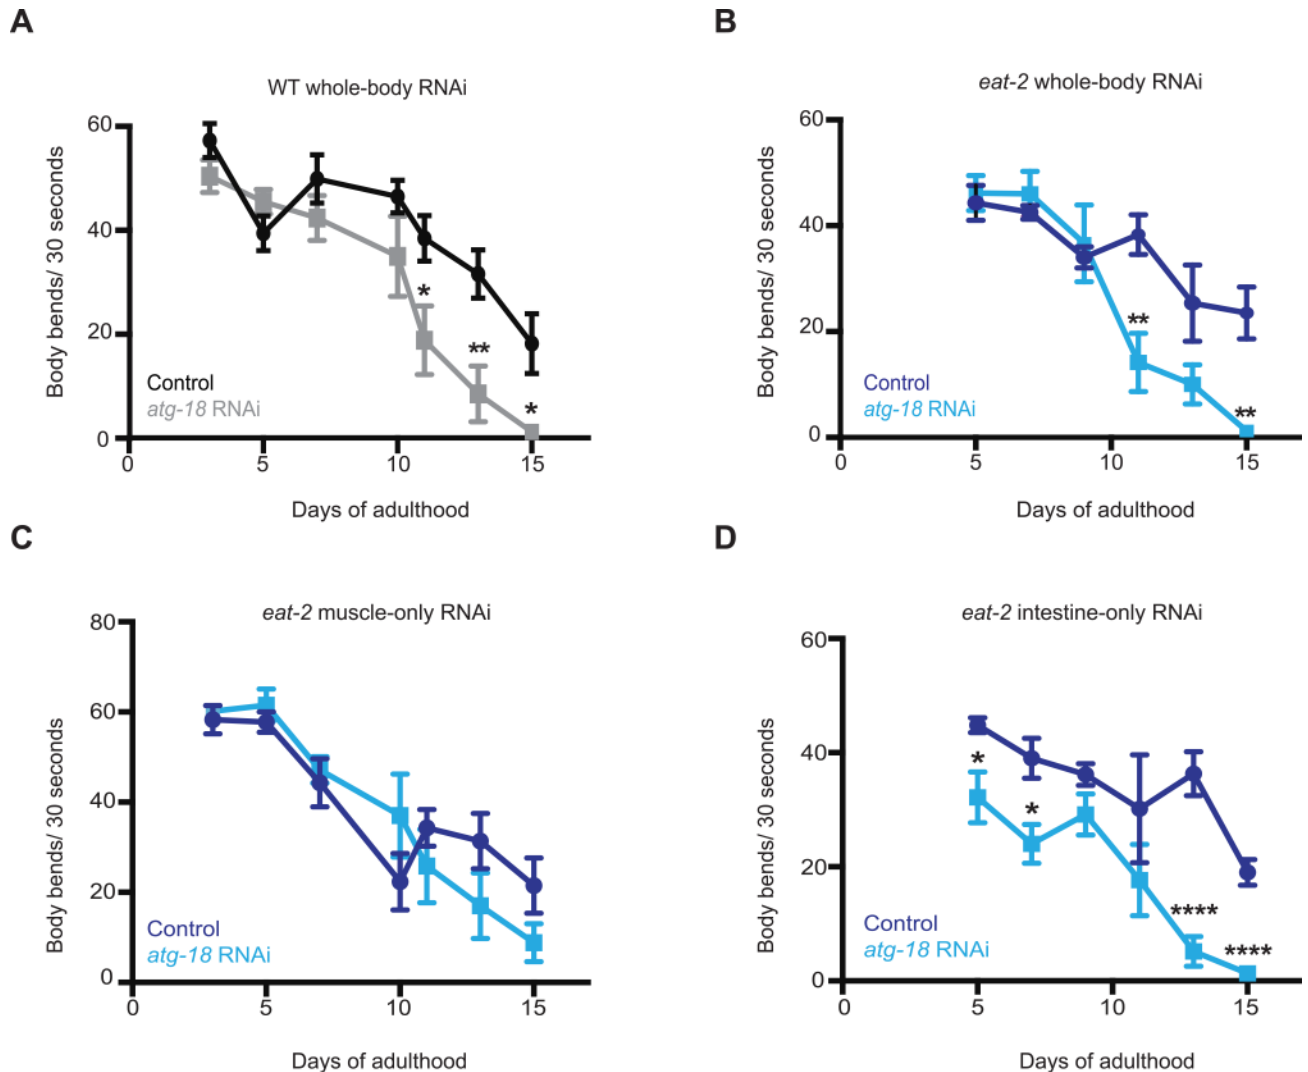 A
WT whole-body RNAi
Body bends/ 30 seconds
60
40
20
0
*
**
*
Control
atg-18 RNAi
0 5 10 15
Days of adulthood
B
eat-2 whole-body RNAi
Body bends/ 30 seconds
60
40
20
0
**
**
Control
atg-18 RNAi
0 5 10 15
Days of adulthood
C
eat-2 muscle-only RNAi
Body bends/ 30 seconds
80
60
40
20
0
Control
atg-18 RNAi
0 5 10 15
Days of adulthood
D
eat-2 intestine-only RNAi
Body bends/ 30 seconds
60
40
20
0
*
*
****
****
Control
atg-18 RNAi
0 5 10 15
Days of adulthood